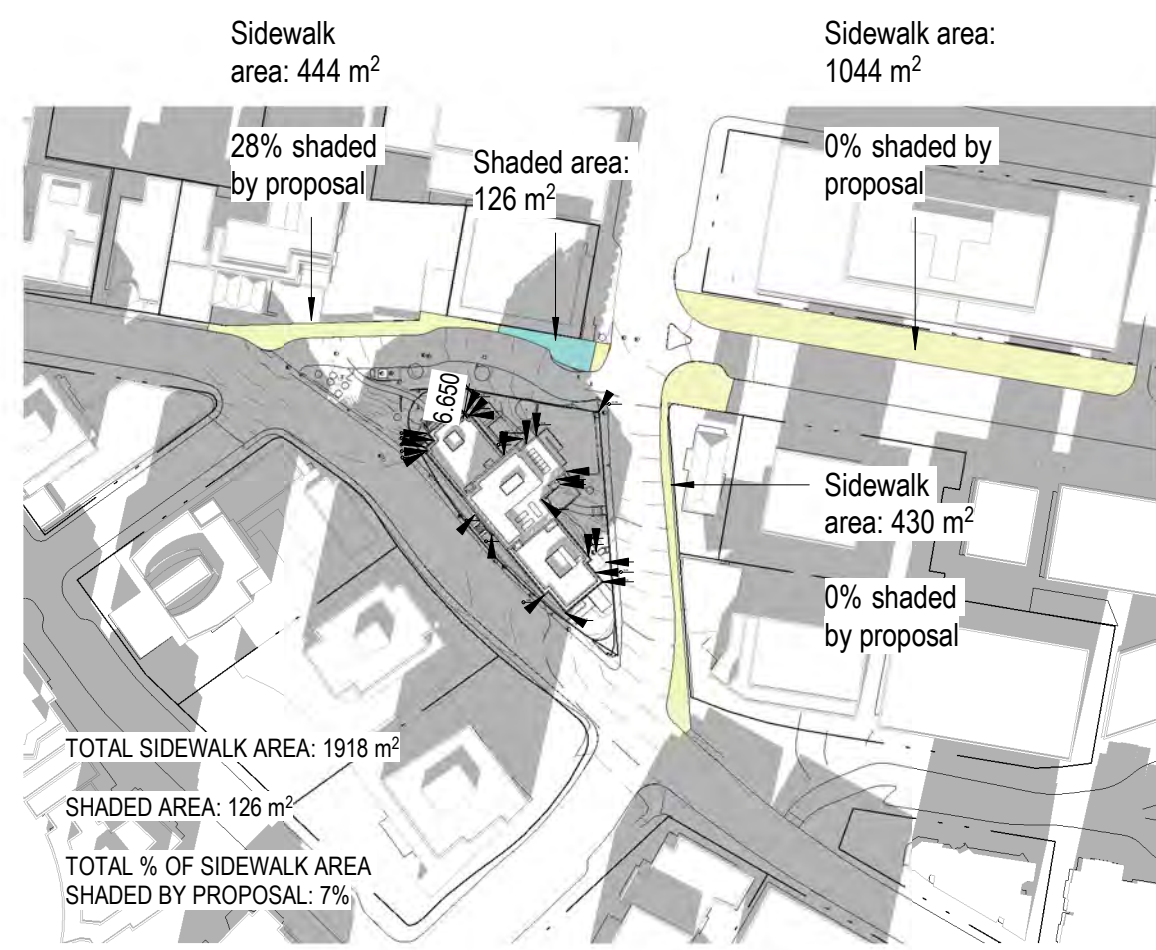 Sidewalk
area: 444 m²
Sidewalk area:
1044 m²
28% shaded
by proposal
Shaded area:
126 m²
0% shaded by
proposal
6.650
Sidewalk
area: 430 m²
0% shaded
by proposal
TOTAL SIDEWALK AREA: 1918 m²
SHADED AREA: 126 m²
TOTAL % OF SIDEWALK AREA
SHADED BY PROPOSAL: 7%